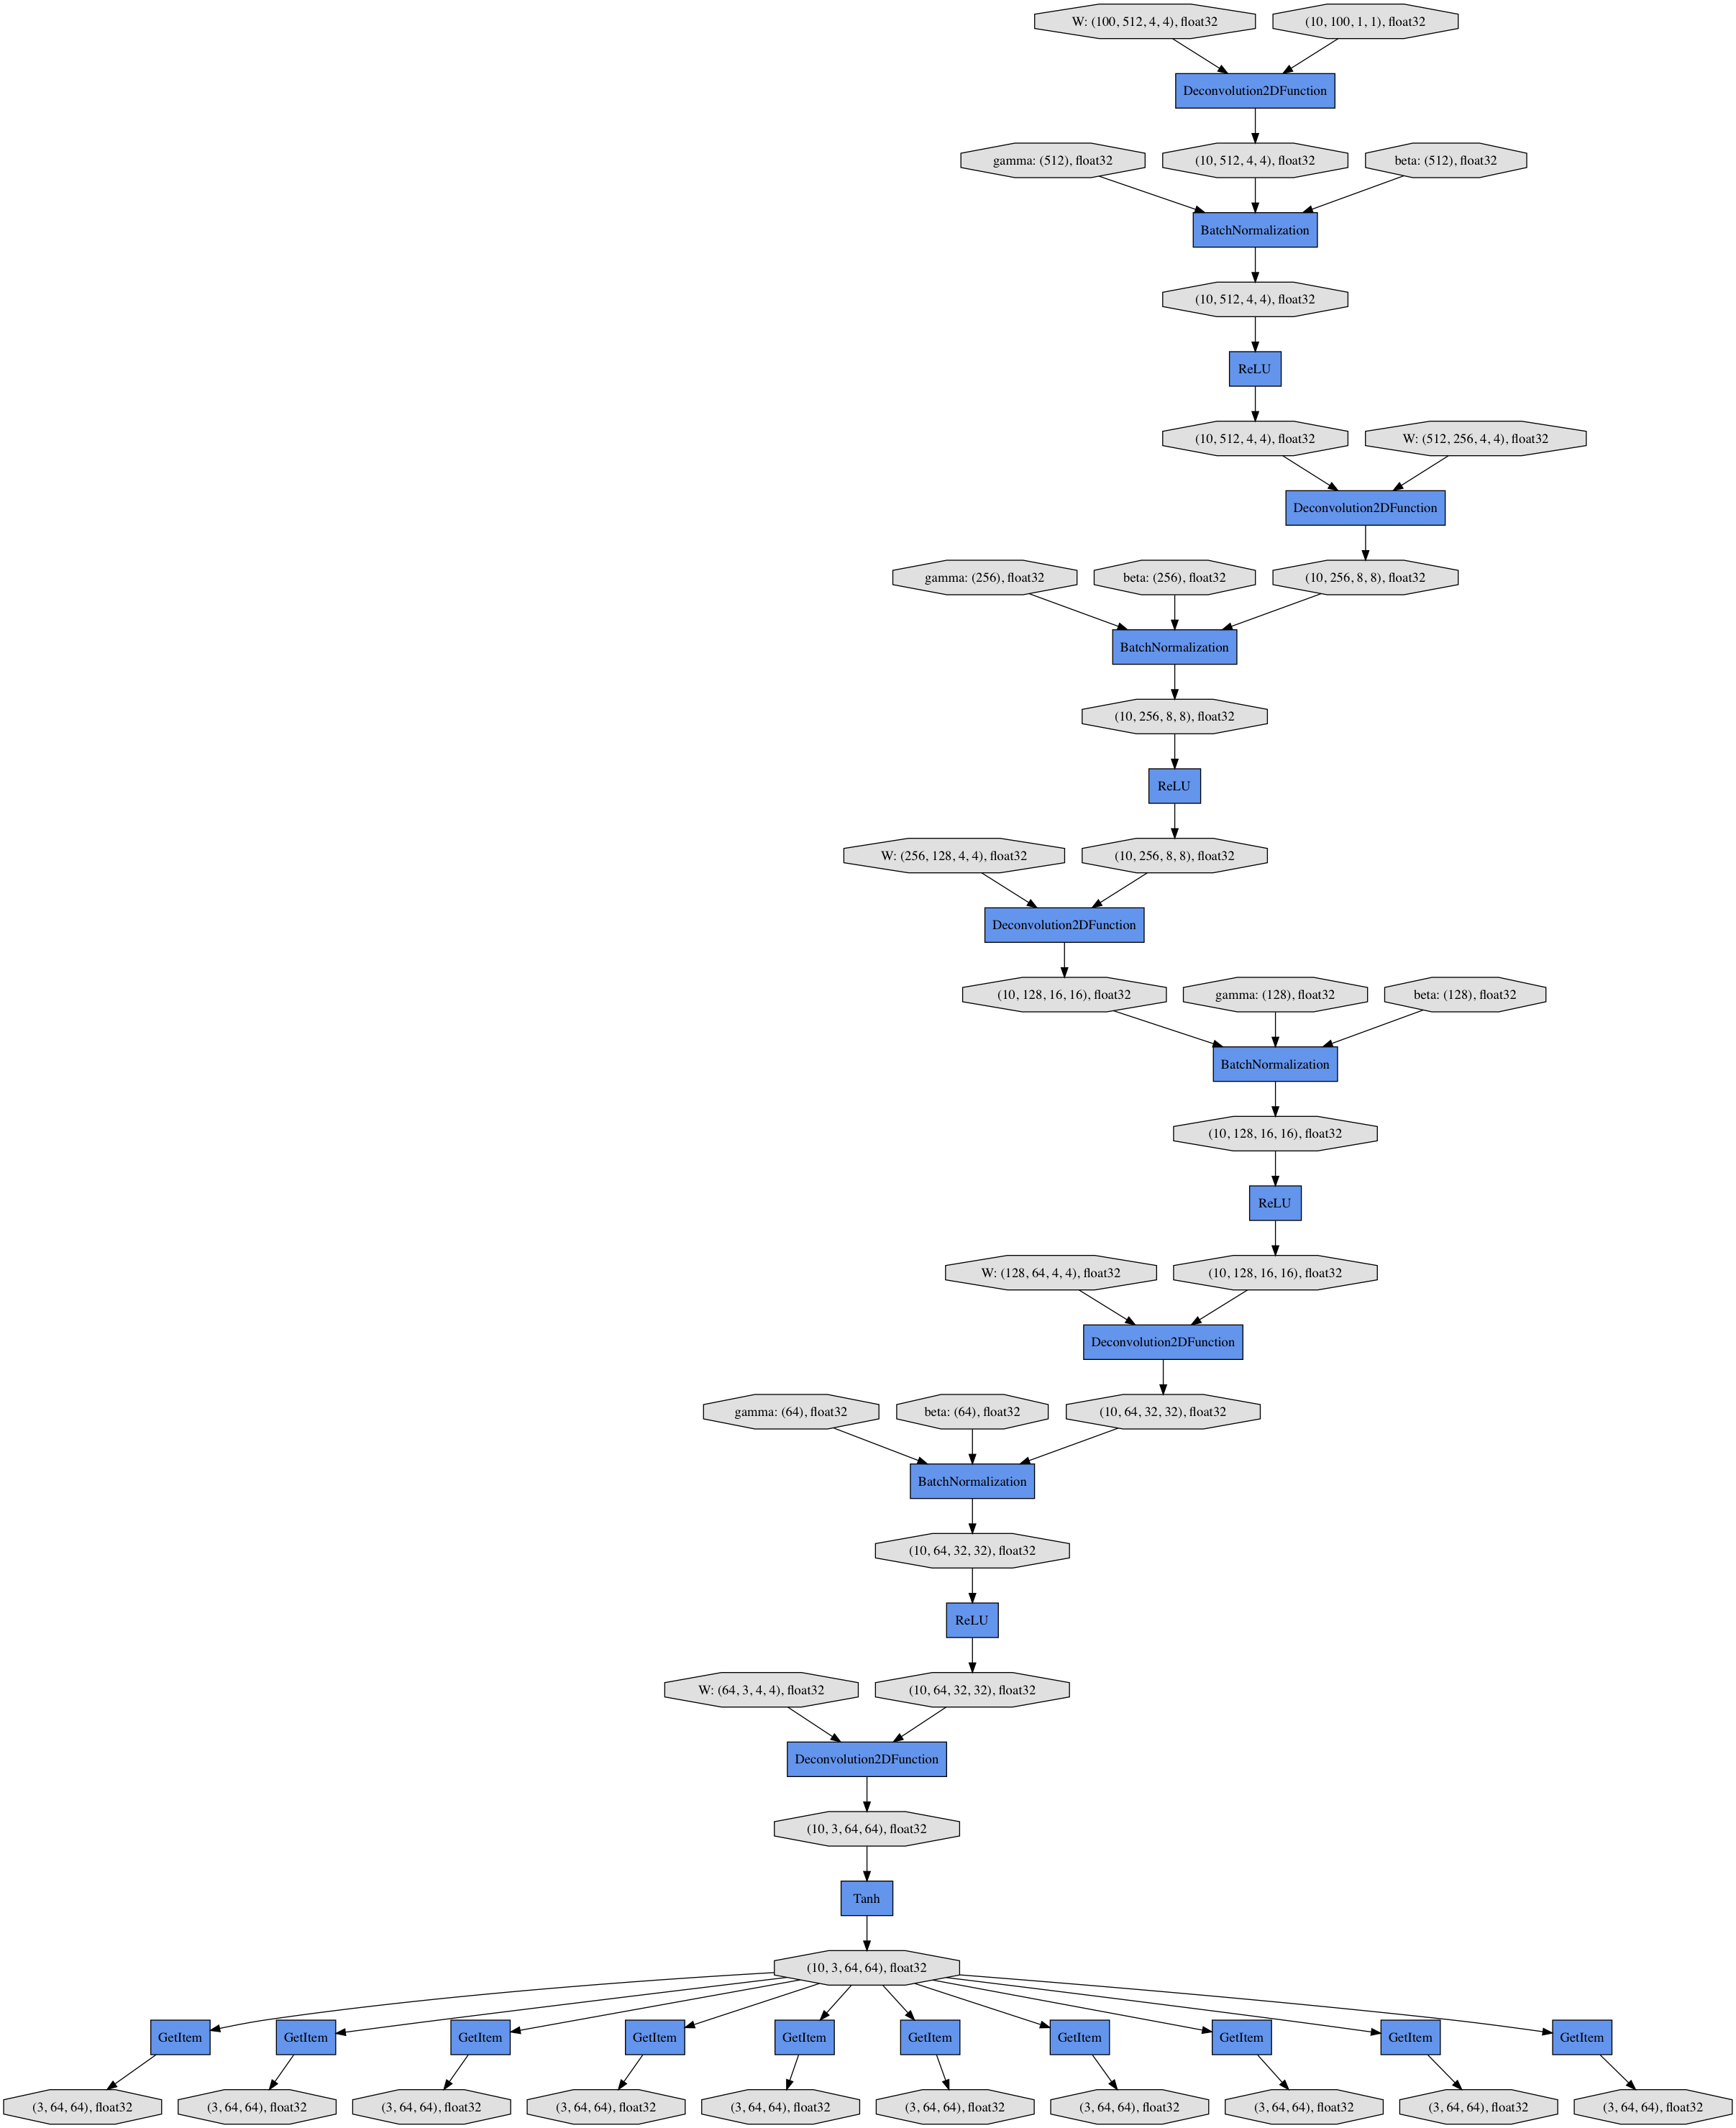 W: (100, 512, 4, 4), float32
(10, 100, 1, 1), float32
Deconvolution2DFunction
gamma: (512), float32
(10, 512, 4, 4), float32
beta: (512), float32
BatchNormalization
(10, 512, 4, 4), float32
ReLU
(10, 512, 4, 4), float32
W: (512, 256, 4, 4), float32
Deconvolution2DFunction
gamma: (256), float32
beta: (256), float32
(10, 256, 8, 8), float32
BatchNormalization
(10, 256, 8, 8), float32
ReLU
W: (256, 128, 4, 4), float32
(10, 256, 8, 8), float32
Deconvolution2DFunction
(10, 128, 16, 16), float32
gamma: (128), float32
beta: (128), float32
BatchNormalization
(10, 128, 16, 16), float32
ReLU
W: (128, 64, 4, 4), float32
(10, 128, 16, 16), float32
Deconvolution2DFunction
gamma: (64), float32
beta: (64), float32
(10, 64, 32, 32), float32
BatchNormalization
(10, 64, 32, 32), float32
ReLU
W: (64, 3, 4, 4), float32
(10, 64, 32, 32), float32
Deconvolution2DFunction
(10, 3, 64, 64), float32
Tanh
(10, 3, 64, 64), float32
GetItem
GetItem
GetItem
GetItem
GetItem
GetItem
GetItem
GetItem
GetItem
GetItem
(3, 64, 64), float32
(3, 64, 64), float32
(3, 64, 64), float32
(3, 64, 64), float32
(3, 64, 64), float32
(3, 64, 64), float32
(3, 64, 64), float32
(3, 64, 64), float32
(3, 64, 64), float32
(3, 64, 64), float32